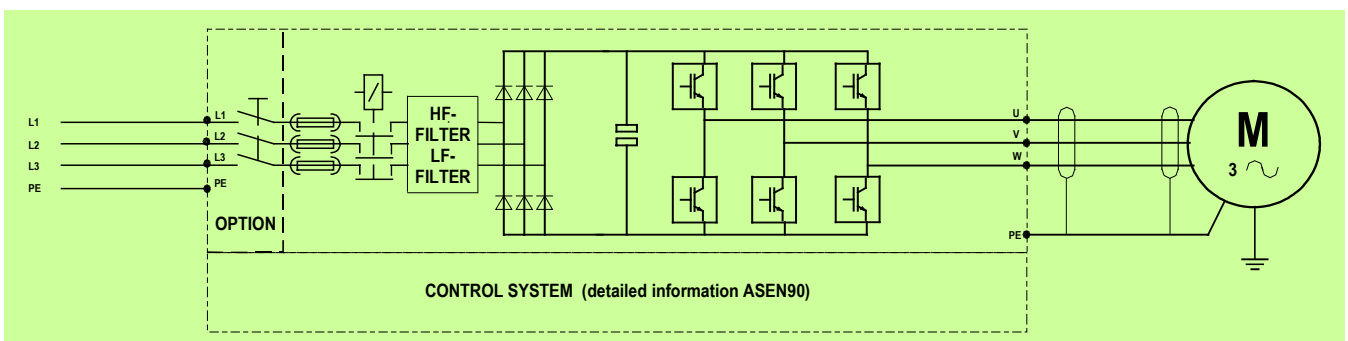 L1
L2
L3
PE
L1
L2
L3
PE
OPTION
HF-
FILTER
LF-
FILTER
U
V
W
PE
M
3
CONTROL SYSTEM (detailed information ASEN90)